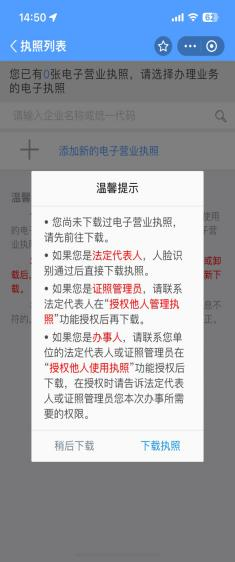 14:50
62
执照列表
您已有0张电子营业执照，请选择办理业务
的电子执照
请输入企业名称或统一代码
添加新的电子营业执照
温馨提示
• 您尚未下载过电子营业执照，
请先前往下载。
• 如果您是法定代表人，人脸识
别通过后直接下载执照。
• 如果您是证照管理员，请联系
法定代表人在“授权他人管理执
照”功能授权后再下载。
• 如果您是办事人，请联系您单
位的法定代表人或证照管理员在
“授权他人使用执照”功能授权后
下载，在授权时请告诉法定代表
人或证照管理员您本次办事所需
要的权限。
稍后下载
下载执照